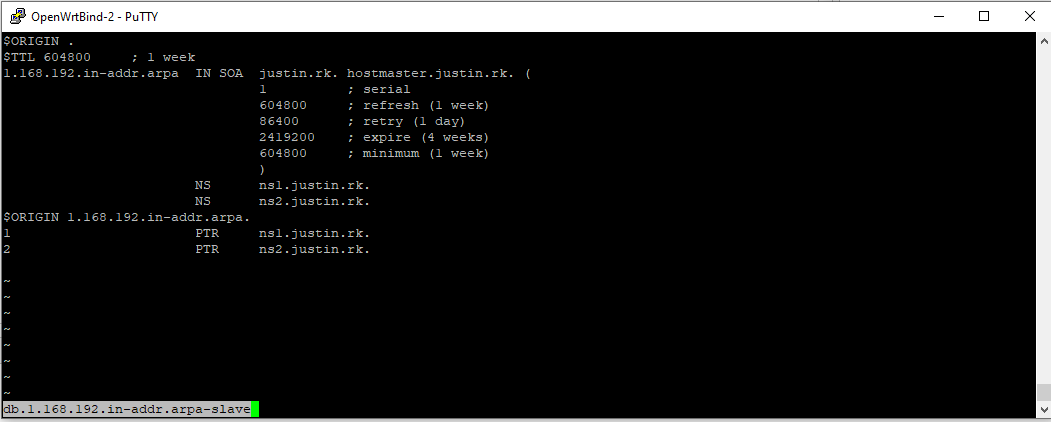 OpenWrtBind-2 - PuTTY
$ORIGIN .
$TTL 604800     ; 1 week
1.168.192.in-addr.arpa  IN SOA  justin.rk. hostmaster.justin.rk. (
                                1          ; serial
                                604800     ; refresh (1 week)
                                86400      ; retry (1 day)
                                2419200    ; expire (4 weeks)
                                604800     ; minimum (1 week)
                                )
                        NS      ns1.justin.rk.
                        NS      ns2.justin.rk.
$ORIGIN 1.168.192.in-addr.arpa.
1                       PTR     ns1.justin.rk.
2                       PTR     ns2.justin.rk.
~
~
~
~
~
~
~
~
db.1.168.192.in-addr.arpa-slave